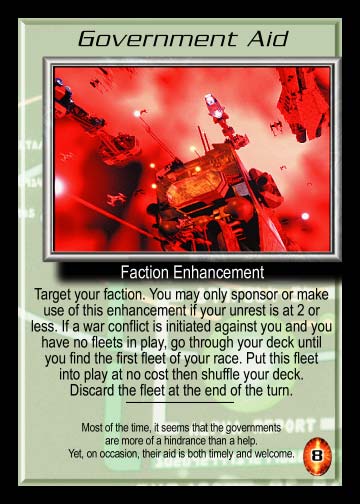 Government Aid
Faction Enhancement
Target your faction. You may only sponsor or make
use of this enhancement if your unrest is at 2 or
less. If a war conflict is initiated against you and you
have no fleets in play, go through your deck until
you find the first fleet of your race. Put this fleet
into play at no cost then shuffle your deck.
Discard the fleet at the end of the turn.
Most of the time, it seems that the governments
are more of a hindrance than a help.
Yet, on occasion, their aid is both timely and welcome.
8